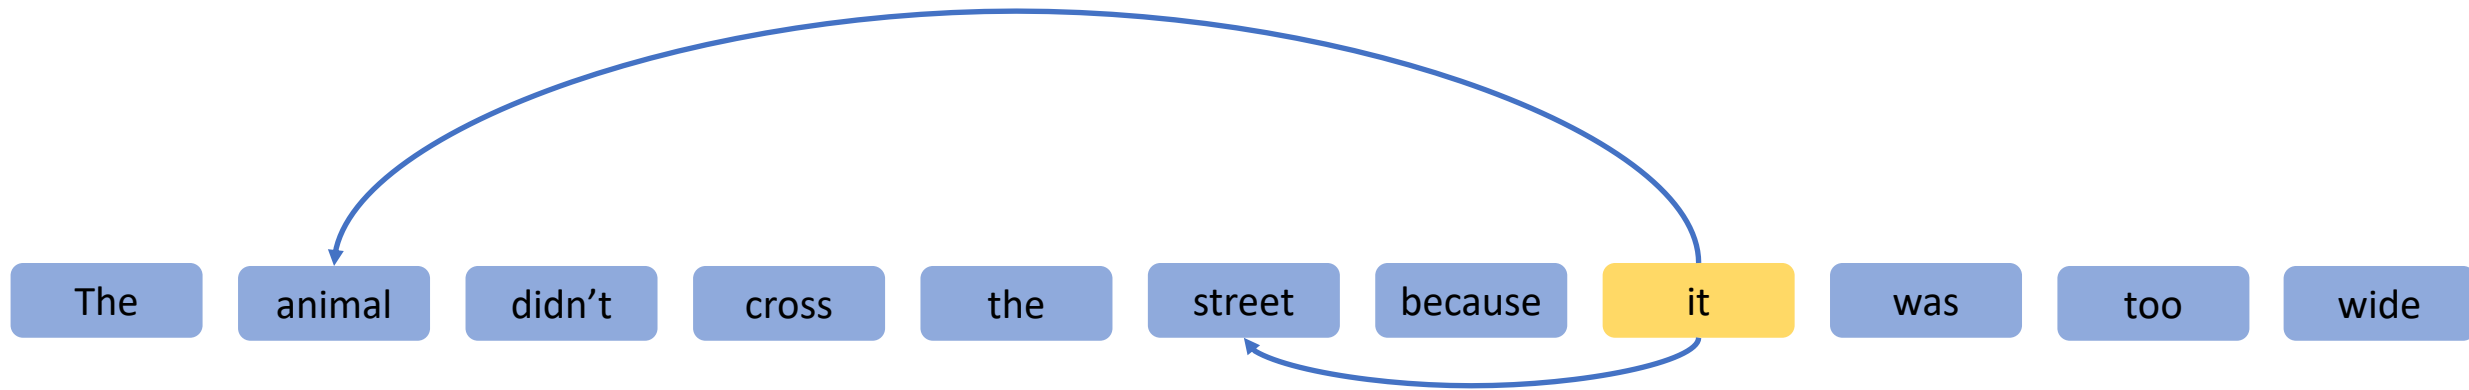 The animal didn’t cross the street because it was too wide